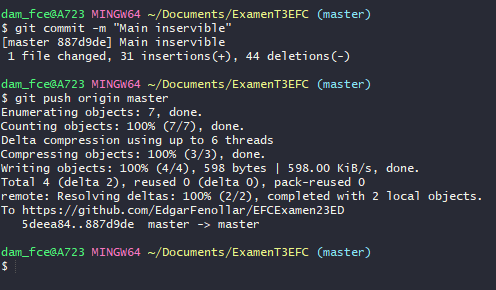 dam_fce@A723 MINGW64 ~/Documents/ExamenT3EFC (master)
$ git commit -m "Main inservible"
[master 887d9de] Main inservible
 1 file changed, 31 insertions(+), 44 deletions(-)

dam_fce@A723 MINGW64 ~/Documents/ExamenT3EFC (master)
$ git push origin master
Enumerating objects: 7, done.
Counting objects: 100% (7/7), done.
Delta compression using up to 6 threads
Compressing objects: 100% (3/3), done.
Writing objects: 100% (4/4), 598 bytes | 598.00 KiB/s, done.
Total 4 (delta 2), reused 0 (delta 0), pack-reused 0
remote: Resolving deltas: 100% (2/2), completed with 2 local objects.
To https://github.com/EdgarFenollar/EFCExamen23ED
   5deea84..887d9de  master -> master

dam_fce@A723 MINGW64 ~/Documents/ExamenT3EFC (master)
$